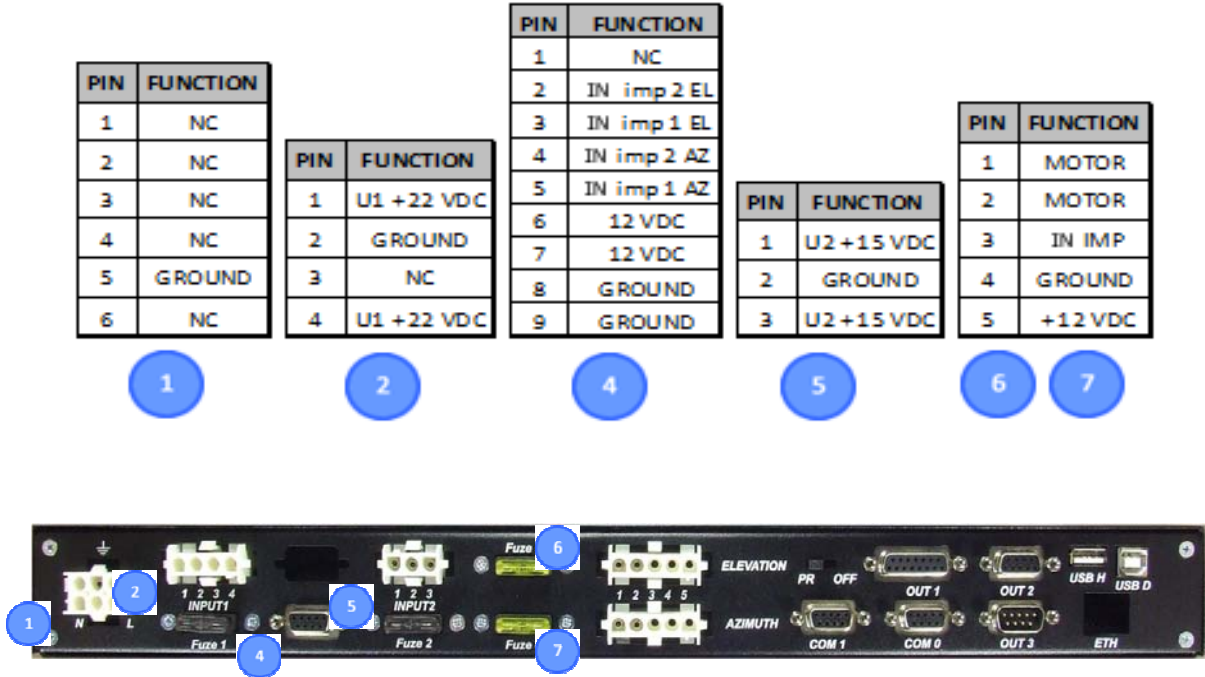 PIN FUNCTION
1 NC
2 NC
3 NC
4 NC
5 GROUND
6 NC
1
PIN FUNCTION
1 U1 +22 VDC
2 GROUND
3 NC
4 U1 +22 VDC
2
PIN FUNCTION
1 NC
2 IN imp 2 EL
3 IN imp 1 EL
4 IN imp 2 AZ
5 IN imp 1 AZ
6 12 VDC
7 12 VDC
8 GROUND
9 GROUND
4
PIN FUNCTION
1 U2 +15 VDC
2 GROUND
3 U2 +15 VDC
5
PIN FUNCTION
1 MOTOR
2 MOTOR
3 IN IMP
4 GROUND
5 +12 VDC
6 7
1
N L
2
1 2 3 4
INPUT1
Fuze 1
4
5
1 2 3
INPUT2
Fuze 2
Fuze
6
Fuze
7
1 2 3 4 5
ELEVATION
AZIMUTH
PR OFF
OUT 1
OUT 2
USB H
USB D
COM 1
COM 0
OUT 3
ETH